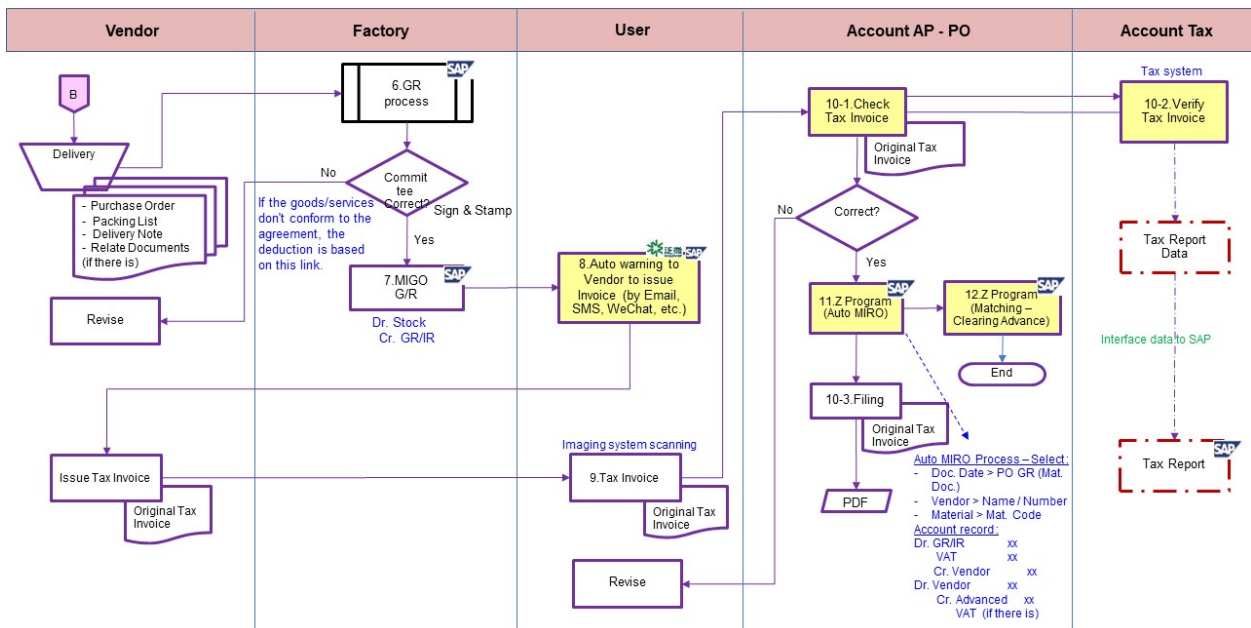 Vendor
Factory
User
Account AP - PO
Account Tax
B
Delivery
- Purchase Order
- Packing List
- Delivery Note
- Relate Documents
(if there is)
Revise
Issue Tax Invoice
Original Tax
Invoice
SAP
6.GR
process
No
Commit
tee
Correct?
Sign & Stamp
If the goods/services
don't conform to the
agreement, the
deduction is based
on this link.
Yes
SAP
7.MIGO
G/R
Dr. Stock
Cr. GR/IR
泛微
SAP
8.Auto warning to
Vendor to issue
Invoice (by Email,
SMS, WeChat, etc.)
Imaging system scanning
9.Tax Invoice
Original Tax
Invoice
Revise
10-1.Check
Tax Invoice
Original Tax
Invoice
No
Correct?
Yes
SAP
11.Z Program
(Auto MIRO)
SAP
12.Z Program
(Matching –
Clearing Advance)
End
10-3.Filing
Original Tax
Invoice
PDF
Auto MIRO Process – Select:
- Doc. Date > PO GR (Mat.
Doc.)
- Vendor > Name / Number
- Material > Mat. Code
Account record:
Dr. GR/IR xx
VAT xx
Cr. Vendor xx
Dr. Vendor xx
Cr. Advanced xx
VAT (if there is)
Tax system
10-2.Verify
Tax Invoice
Tax Report
Data
Interface data to SAP
SAP
Tax Report